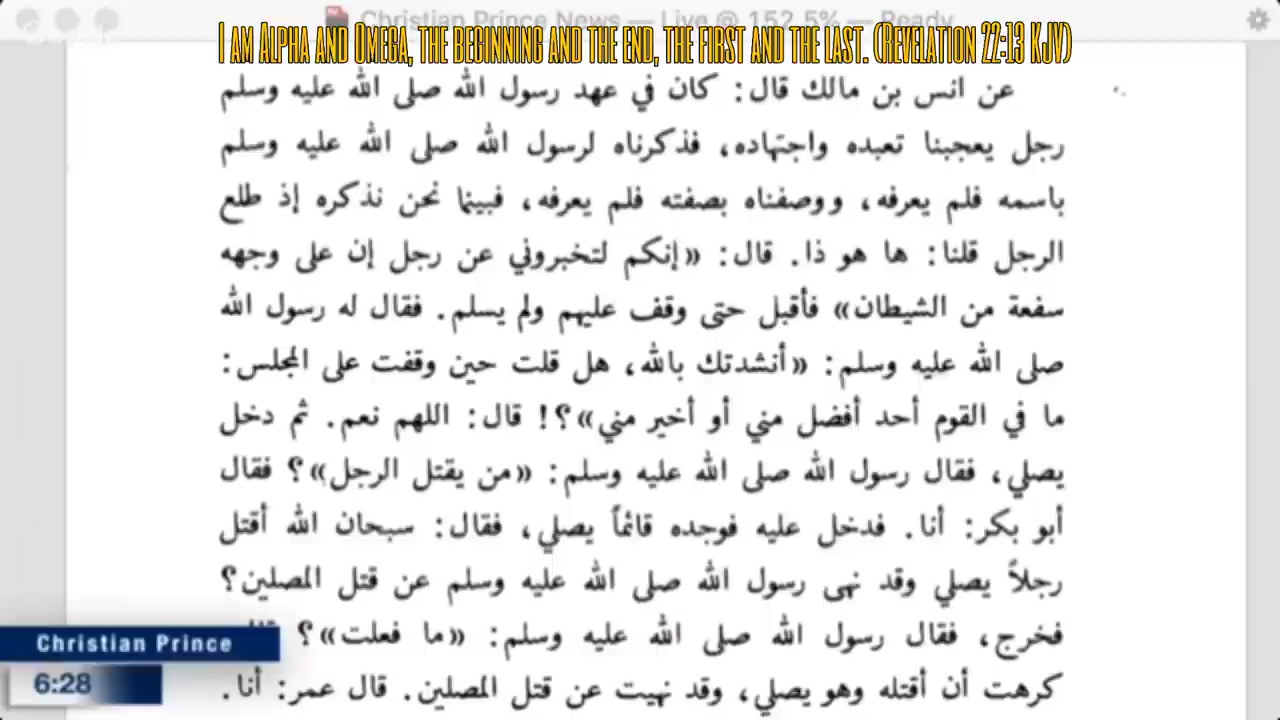 Christian Prince News — Live @ 152.5% — Ready
I am Alpha and Omega, the beginning and the end, the first and the last. (Revelation 22:13 KJV)
عن انس بن مالك قال: كان في عهد رسول الله صلى الله عليه وسلم
رجل يعجبنا تعبده واجتهاده، فذكرناه لرسول الله صلى الله عليه وسلم
باسمه فلم يعرفه، ووصفناه بصفته فلم يعرفه، فبينما نحن نذكره إذ طلع
الرجل قلنا: ها هو ذا. قال: «إنكم لتخبروني عن رجل إن على وجهه
سفعة من الشيطان» فأقبل حتى وقف عليهم ولم يسلم. فقال له رسول الله
صلى الله عليه وسلم: «أنشدتك بالله، هل قلت حين وقفت على المجلس:
ما في القوم أحد أفضل مني أو أخير مني»؟! قال: اللهم نعم. ثم دخل
يصلي، فقال رسول الله صلى الله عليه وسلم: «من يقتل الرجل»؟ فقال
أبو بكر: أنا. فدخل عليه فوجده قائماً يصلي، فقال: سبحان الله أقتل
رجلاً يصلي وقد نهى رسول الله صلى الله عليه وسلم عن قتل المصلين؟
فخرج، فقال رسول الله صلى الله عليه وسلم: «ما فعلت»؟
كرهت أن أقتله وهو يصلي، وقد نهيت عن قتل المصلين. قال عمر: أنا.
Christian Prince
6:28